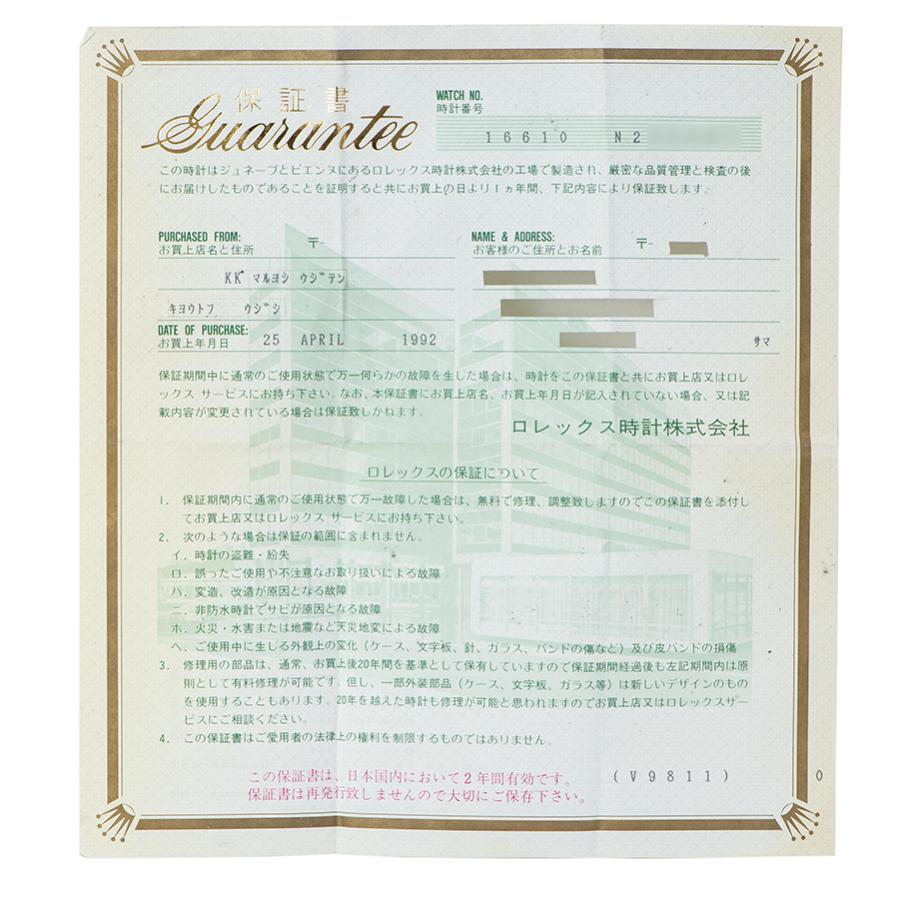 保証書
Guarantee
WATCH NO.
時計番号
16610 N2
この時計はジュネーブとビエンヌにあるロレックス時計株式会社の工場で製造され、厳密な品質管理と検査の後
にお届けしたものであることを証明すると共にお買上の日より1ヵ年間、下記内容により保証致します。
PURCHASED FROM:
お買上店名と住所 〒-
KK゛マルヨシ ウジ゛テン
キヨウトフ ウジ゛シ
DATE OF PURCHASE:
お買上年月日 25 APRIL 1992
NAME & ADDRESS:
お客様のご住所とお名前 〒-
サマ
保証期間中に通常のご使用状態で万一何らかの故障を生した場合は、時計をこの保証書と共にお買上店又はロレ
ックス サービスにお持ち下さい。なお、本保証書にお買上店名、お買上年月日が記入されていない場合、又は記
載内容が変更されている場合は保証致しかねます。
ロレックス時計株式会社
ロレックスの保証について
1. 保証期間内に通常のご使用状態で万一故障した場合は、無料で修理、調整致しますのでこの保証書を添付し
てお買上店又はロレックス サービスにお持ち下さい。
2. 次のような場合は保証の範囲に含まれません。
イ. 時計の盗難・紛失
ロ. 誤ったご使用や不注意なお取り扱いによる故障
ハ. 変造、改造が原因となる故障
ニ. 非防水時計でサビが原因となる故障
ホ. 火災・水害または地震など天災地変による故障
ヘ. ご使用中に生じる外観上の変化（ケース、文字板、針、ガラス、バンドの傷など）及び皮バンドの損傷
3. 修理用の部品は、通常、お買上後20年間を基準として保有していますので保証期間経過後も左記期間内は原
則として有料修理が可能です。但し、一部外装部品（ケース、文字板、ガラス等）は新しいデザインのもの
を使用することもあります。20年を越えた時計も修理が可能と思われますのでお買上店又はロレックスサー
ビスにご相談ください。
4. この保証書はご愛用者の法律上の権利を制限するものではありません。
この保証書は、日本国内において2年間有効です。
保証書は再発行致しませんので大切にご保存下さい。
(V9811)
0